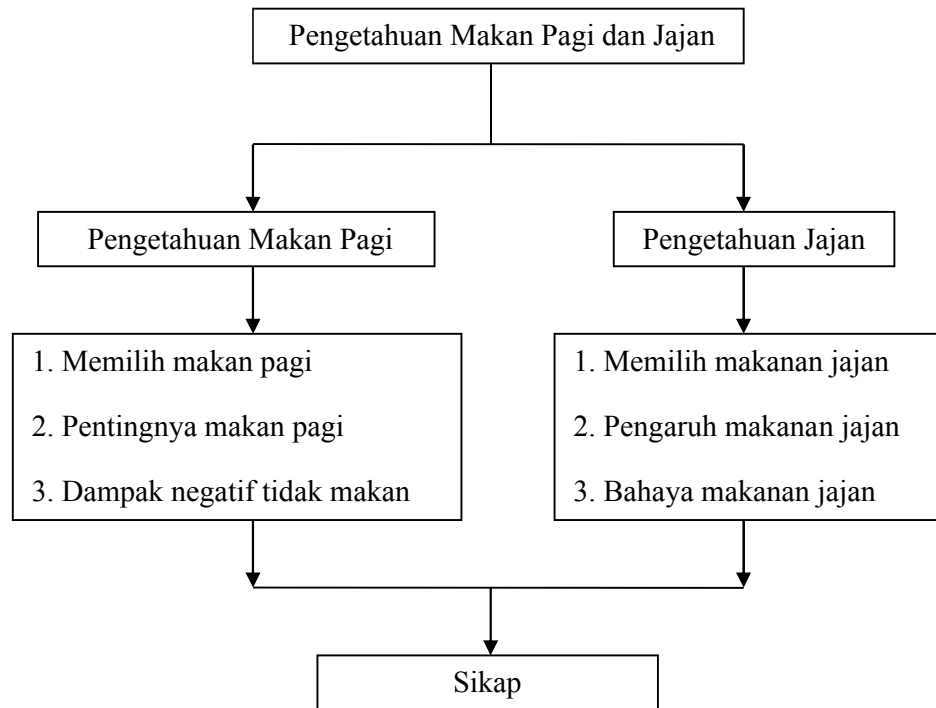 Pengetahuan Makan Pagi dan Jajan
Pengetahuan Makan Pagi
Pengetahuan Jajan
1. Memilih makan pagi
2. Pentingnya makan pagi
3. Dampak negatif tidak makan
1. Memilih makanan jajan
2. Pengaruh makanan jajan
3. Bahaya makanan jajan
Sikap